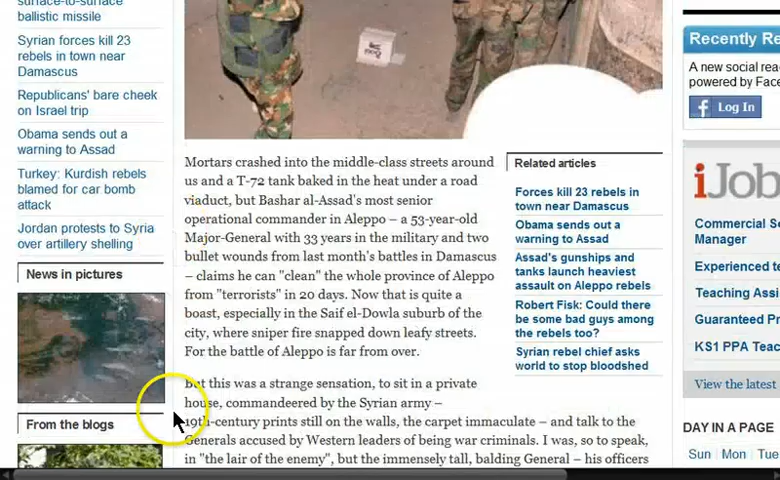 surface-to-surface
ballistic missile
Syrian forces kill 23
rebels in town near
Damascus
Republicans' bare cheek
on Israel trip
Obama sends out a
warning to Assad
Turkey: Kurdish rebels
blamed for car bomb
attack
Jordan protests to Syria
over artillery shelling
News in pictures
From the blogs
Mortars crashed into the middle-class streets around
us and a T-72 tank baked in the heat under a road
viaduct, but Bashar al-Assad's most senior
operational commander in Aleppo – a 53-year-old
Major-General with 33 years in the military and two
bullet wounds from last month's battles in Damascus
– claims he can "clean" the whole province of Aleppo
from "terrorists" in 20 days. Now that is quite a
boast, especially in the Saif el-Dowla suburb of the
city, where sniper fire snapped down leafy streets.
For the battle of Aleppo is far from over.
But this was a strange sensation, to sit in a private
house, commandeered by the Syrian army –
19th-century prints still on the walls, the carpet immaculate – and talk to the
Generals accused by Western leaders of being war criminals. I was, so to speak,
in "the lair of the enemy", but the immensely tall, balding General – his officers
Related articles
Forces kill 23 rebels in
town near Damascus
Obama sends out a
warning to Assad
Assad's gunships and
tanks launch heaviest
assault on Aleppo rebels
Robert Fisk: Could there
be some bad guys among
the rebels too?
Syrian rebel chief asks
world to stop bloodshed
Recently Re
A new social rea
powered by Face
f Log In
iJob
Commercial Se
Manager
Experienced te
Teaching Assi
Guaranteed Pr
KS1 PPA Teac
View the latest
DAY IN A PAGE
Sun Mon Tue